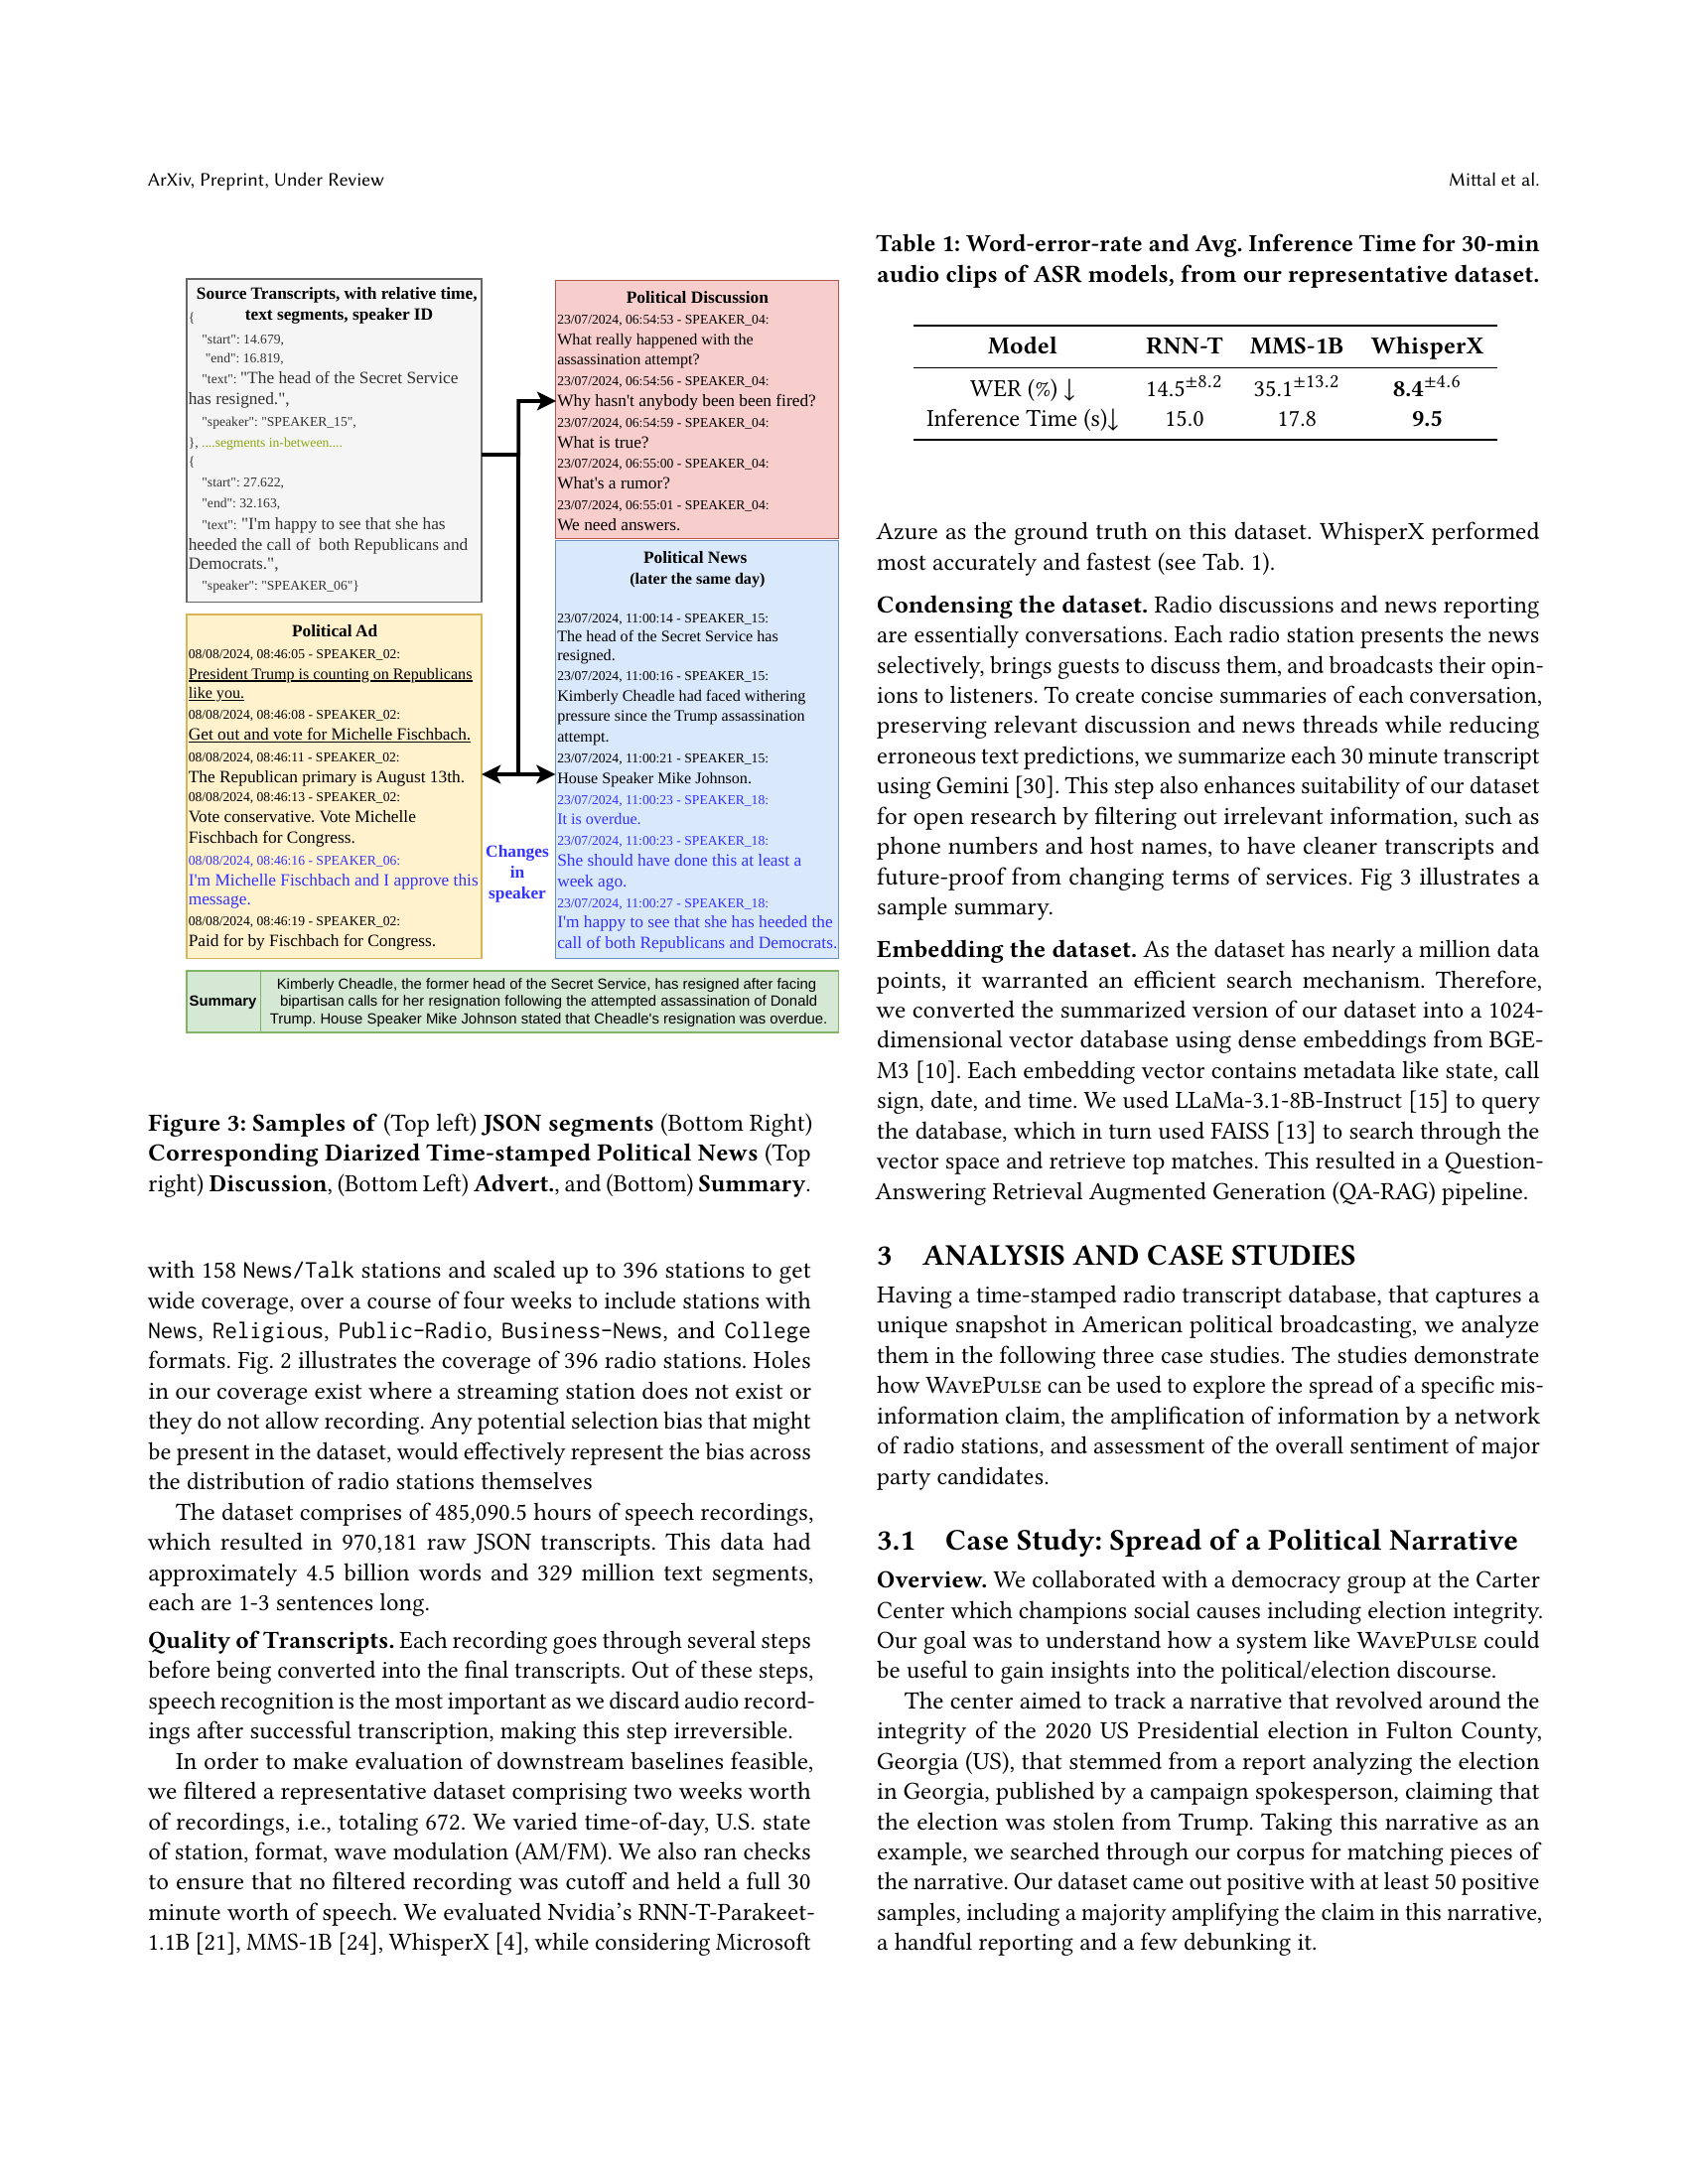 ArXiv, Preprint, Under Review
Mittal et al.
Source Transcripts, with relative time,
text segments, speaker ID
{
"start": 14.679,
"end": 16.819,
"text": "The head of the Secret Service
has resigned.",
"speaker": "SPEAKER_15",
}, ....segments in-between....
{
"start": 27.622,
"end": 32.163,
"text": "I'm happy to see that she has
heeded the call of both Republicans and
Democrats.",
"speaker": "SPEAKER_06"}
Political Ad
08/08/2024, 08:46:05 - SPEAKER_02:
President Trump is counting on Republicans
like you.
08/08/2024, 08:46:08 - SPEAKER_02:
Get out and vote for Michelle Fischbach.
08/08/2024, 08:46:11 - SPEAKER_02:
The Republican primary is August 13th.
08/08/2024, 08:46:13 - SPEAKER_02:
Vote conservative. Vote Michelle
Fischbach for Congress.
08/08/2024, 08:46:16 - SPEAKER_06:
I'm Michelle Fischbach and I approve this
message.
08/08/2024, 08:46:19 - SPEAKER_02:
Paid for by Fischbach for Congress.
Changes
in
speaker
Political Discussion
23/07/2024, 06:54:53 - SPEAKER_04:
What really happened with the
assassination attempt?
23/07/2024, 06:54:56 - SPEAKER_04:
Why hasn't anybody been been fired?
23/07/2024, 06:54:59 - SPEAKER_04:
What is true?
23/07/2024, 06:55:00 - SPEAKER_04:
What's a rumor?
23/07/2024, 06:55:01 - SPEAKER_04:
We need answers.
Political News
(later the same day)
23/07/2024, 11:00:14 - SPEAKER_15:
The head of the Secret Service has
resigned.
23/07/2024, 11:00:16 - SPEAKER_15:
Kimberly Cheadle had faced withering
pressure since the Trump assassination
attempt.
23/07/2024, 11:00:21 - SPEAKER_15:
House Speaker Mike Johnson.
23/07/2024, 11:00:23 - SPEAKER_18:
It is overdue.
23/07/2024, 11:00:23 - SPEAKER_18:
She should have done this at least a
week ago.
23/07/2024, 11:00:27 - SPEAKER_18:
I'm happy to see that she has heeded the
call of both Republicans and Democrats.
Summary
Kimberly Cheadle, the former head of the Secret Service, has resigned after facing
bipartisan calls for her resignation following the attempted assassination of Donald
Trump. House Speaker Mike Johnson stated that Cheadle's resignation was overdue.
Figure 3: Samples of (Top left) JSON segments (Bottom Right)
Corresponding Diarized Time-stamped Political News (Top
right) Discussion, (Bottom Left) Advert., and (Bottom) Summary.
with 158 News/Talk stations and scaled up to 396 stations to get
wide coverage, over a course of four weeks to include stations with
News, Religious, Public-Radio, Business-News, and College
formats. Fig. 2 illustrates the coverage of 396 radio stations. Holes
in our coverage exist where a streaming station does not exist or
they do not allow recording. Any potential selection bias that might
be present in the dataset, would effectively represent the bias across
the distribution of radio stations themselves
The dataset comprises of 485,090.5 hours of speech recordings,
which resulted in 970,181 raw JSON transcripts. This data had
approximately 4.5 billion words and 329 million text segments,
each are 1-3 sentences long.
Quality of Transcripts. Each recording goes through several steps
before being converted into the final transcripts. Out of these steps,
speech recognition is the most important as we discard audio record-
ings after successful transcription, making this step irreversible.
In order to make evaluation of downstream baselines feasible,
we filtered a representative dataset comprising two weeks worth
of recordings, i.e., totaling 672. We varied time-of-day, U.S. state
of station, format, wave modulation (AM/FM). We also ran checks
to ensure that no filtered recording was cutoff and held a full 30
minute worth of speech. We evaluated Nvidia's RNN-T-Parakeet-
1.1B [21], MMS-1B [24], WhisperX [4], while considering Microsoft
Table 1: Word-error-rate and Avg. Inference Time for 30-min
audio clips of ASR models, from our representative dataset.
Model RNN-T MMS-1B WhisperX
WER (%) ↓ 14.5±8.2 35.1±13.2 8.4±4.6
Inference Time (s)↓ 15.0 17.8 9.5
Azure as the ground truth on this dataset. WhisperX performed
most accurately and fastest (see Tab. 1).
Condensing the dataset. Radio discussions and news reporting
are essentially conversations. Each radio station presents the news
selectively, brings guests to discuss them, and broadcasts their opin-
ions to listeners. To create concise summaries of each conversation,
preserving relevant discussion and news threads while reducing
erroneous text predictions, we summarize each 30 minute transcript
using Gemini [30]. This step also enhances suitability of our dataset
for open research by filtering out irrelevant information, such as
phone numbers and host names, to have cleaner transcripts and
future-proof from changing terms of services. Fig 3 illustrates a
sample summary.
Embedding the dataset. As the dataset has nearly a million data
points, it warranted an efficient search mechanism. Therefore,
we converted the summarized version of our dataset into a 1024-
dimensional vector database using dense embeddings from BGE-
M3 [10]. Each embedding vector contains metadata like state, call
sign, date, and time. We used LLaMa-3.1-8B-Instruct [15] to query
the database, which in turn used FAISS [13] to search through the
vector space and retrieve top matches. This resulted in a Question-
Answering Retrieval Augmented Generation (QA-RAG) pipeline.
3 ANALYSIS AND CASE STUDIES
Having a time-stamped radio transcript database, that captures a
unique snapshot in American political broadcasting, we analyze
them in the following three case studies. The studies demonstrate
how WavePulse can be used to explore the spread of a specific mis-
information claim, the amplification of information by a network
of radio stations, and assessment of the overall sentiment of major
party candidates.
3.1 Case Study: Spread of a Political Narrative
Overview. We collaborated with a democracy group at the Carter
Center which champions social causes including election integrity.
Our goal was to understand how a system like WavePulse could
be useful to gain insights into the political/election discourse.
The center aimed to track a narrative that revolved around the
integrity of the 2020 US Presidential election in Fulton County,
Georgia (US), that stemmed from a report analyzing the election
in Georgia, published by a campaign spokesperson, claiming that
the election was stolen from Trump. Taking this narrative as an
example, we searched through our corpus for matching pieces of
the narrative. Our dataset came out positive with at least 50 positive
samples, including a majority amplifying the claim in this narrative,
a handful reporting and a few debunking it.